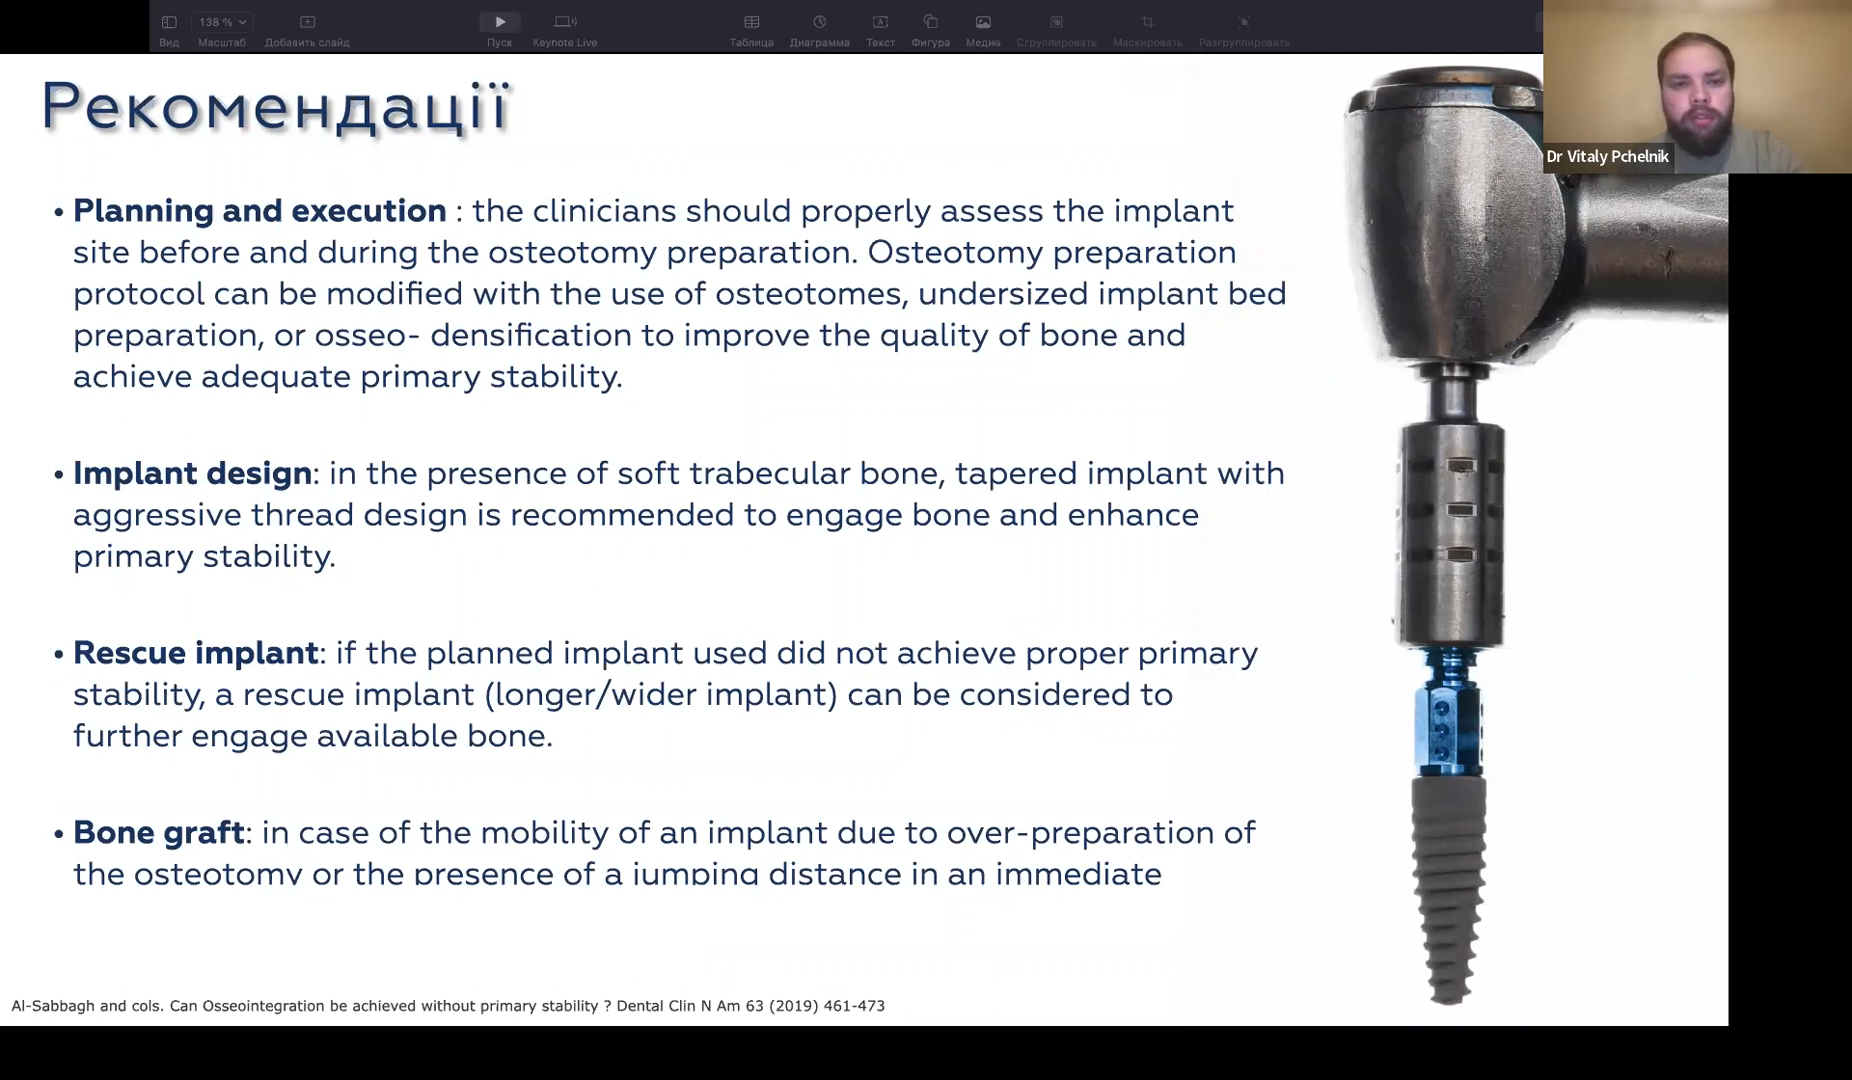 138 %
Вид
Масштаб
Добавить слайд
Пуск
Keynote Live
Таблица
Диаграмма
Текст
Фигура
Медиа
Сгруппировать
Маскировать
Разгруппировать
Dr Vitaly Pchelnik
Рекомендації
• Planning and execution : the clinicians should properly assess the implant
site before and during the osteotomy preparation. Osteotomy preparation
protocol can be modified with the use of osteotomes, undersized implant bed
preparation, or osseo- densification to improve the quality of bone and
achieve adequate primary stability.
• Implant design: in the presence of soft trabecular bone, tapered implant with
aggressive thread design is recommended to engage bone and enhance
primary stability.
• Rescue implant: if the planned implant used did not achieve proper primary
stability, a rescue implant (longer/wider implant) can be considered to
further engage available bone.
• Bone graft: in case of the mobility of an implant due to over-preparation of
the osteotomy or the presence of a jumping distance in an immediate
Al-Sabbagh and cols. Can Osseointegration be achieved without primary stability ? Dental Clin N Am 63 (2019) 461-473